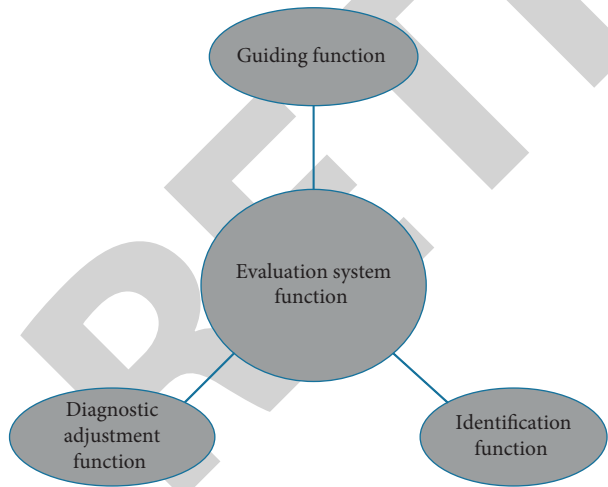 Guiding function
Evaluation system
function
Diagnostic
adjustment
function
Identification
function